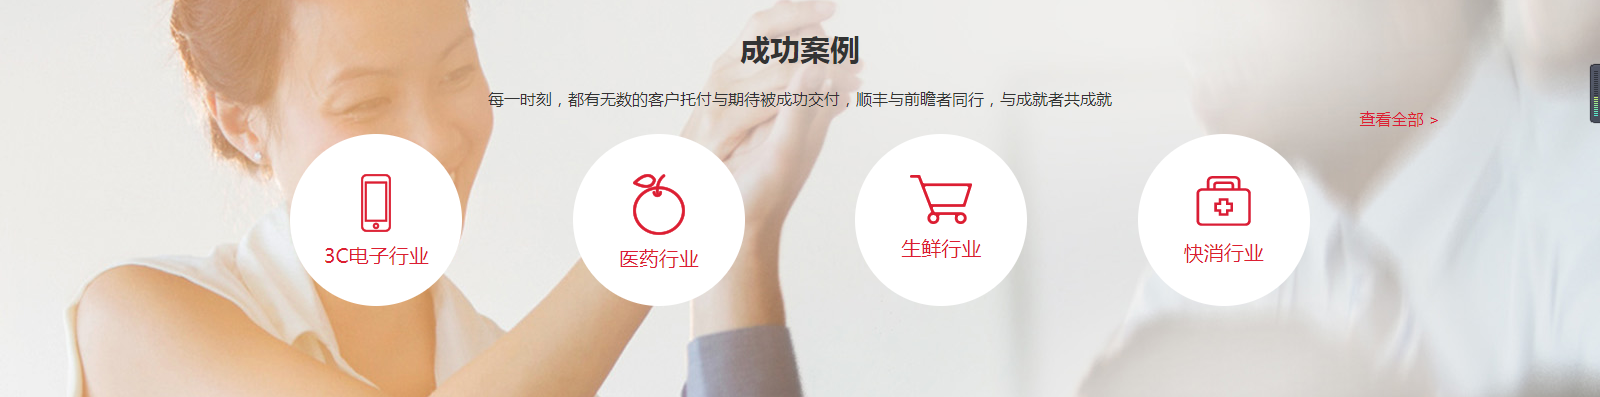 成功案例
每一时刻，都有无数的客户托付与期待被成功交付，顺丰与前瞻者同行，与成就者共成就
查看全部 >
3C电子行业
医药行业
生鲜行业
快消行业